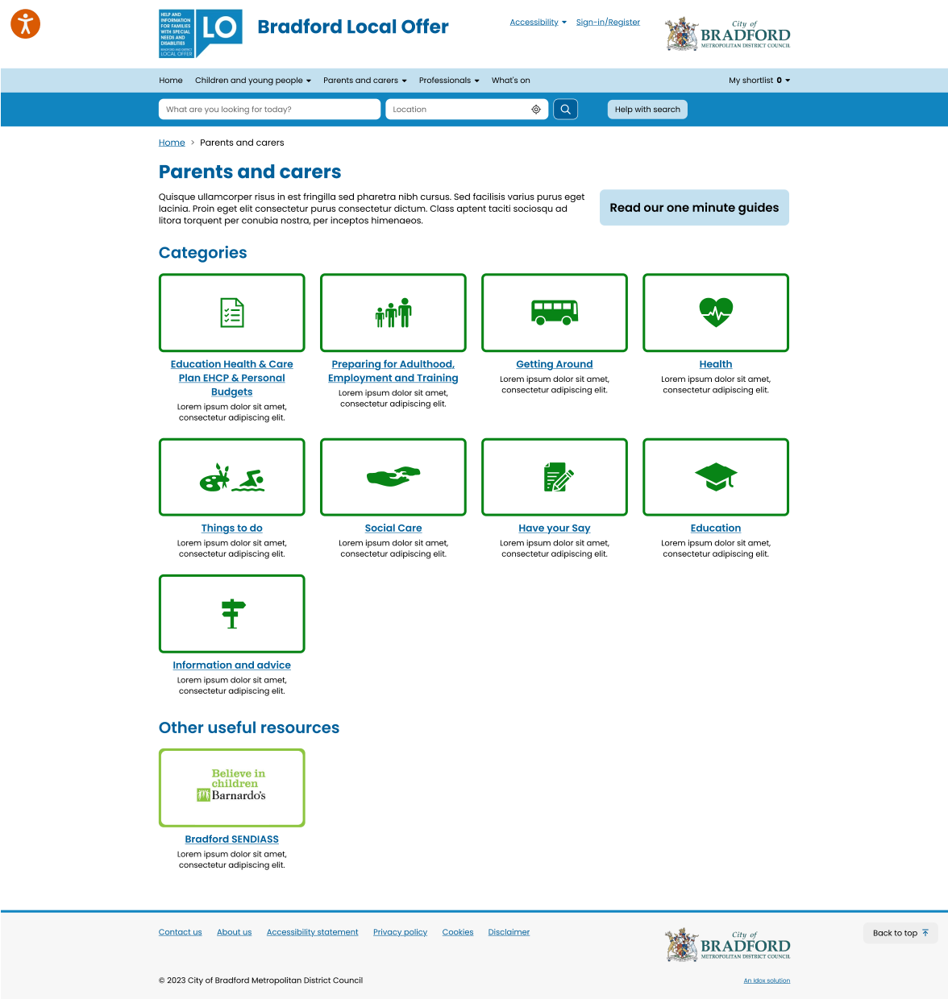 HELP AND
INFORMATION
FOR FAMILIES
WITH SPECIAL
NEEDS AND
DISABILITIES
BRADFORD AND DISTRICT
LOCAL OFFER
LO
Bradford Local Offer
Accessibility
Sign-in/Register
City of
BRADFORD
METROPOLITAN DISTRICT COUNCIL
Home
Children and young people
Parents and carers
Professionals
What's on
My shortlist 0
What are you looking for today?
Location
Help with search
Home > Parents and carers
Parents and carers
Quisque ullamcorper risus in est fringilla sed pharetra nibh cursus. Sed facilisis varius purus eget
lacinia. Proin eget elit consectetur purus consectetur dictum. Class aptent taciti sociosqu ad
litora torquent per conubia nostra, per inceptos himenaeos.
Read our one minute guides
Categories
Education Health & Care
Plan EHCP & Personal
Budgets
Lorem ipsum dolor sit amet,
consectetur adipiscing elit.
Preparing for Adulthood,
Employment and Training
Lorem ipsum dolor sit amet,
consectetur adipiscing elit.
Getting Around
Lorem ipsum dolor sit amet,
consectetur adipiscing elit.
Health
Lorem ipsum dolor sit amet,
consectetur adipiscing elit.
Things to do
Lorem ipsum dolor sit amet,
consectetur adipiscing elit.
Social Care
Lorem ipsum dolor sit amet,
consectetur adipiscing elit.
Have your Say
Lorem ipsum dolor sit amet,
consectetur adipiscing elit.
Education
Lorem ipsum dolor sit amet,
consectetur adipiscing elit.
Information and advice
Lorem ipsum dolor sit amet,
consectetur adipiscing elit.
Other useful resources
Believe in
children
Barnardo's
Bradford SENDIASS
Lorem ipsum dolor sit amet,
consectetur adipiscing elit.
Contact us
About us
Accessibility statement
Privacy policy
Cookies
Disclaimer
City of
BRADFORD
METROPOLITAN DISTRICT COUNCIL
Back to top
© 2023 City of Bradford Metropolitan District Council
An Idox solution